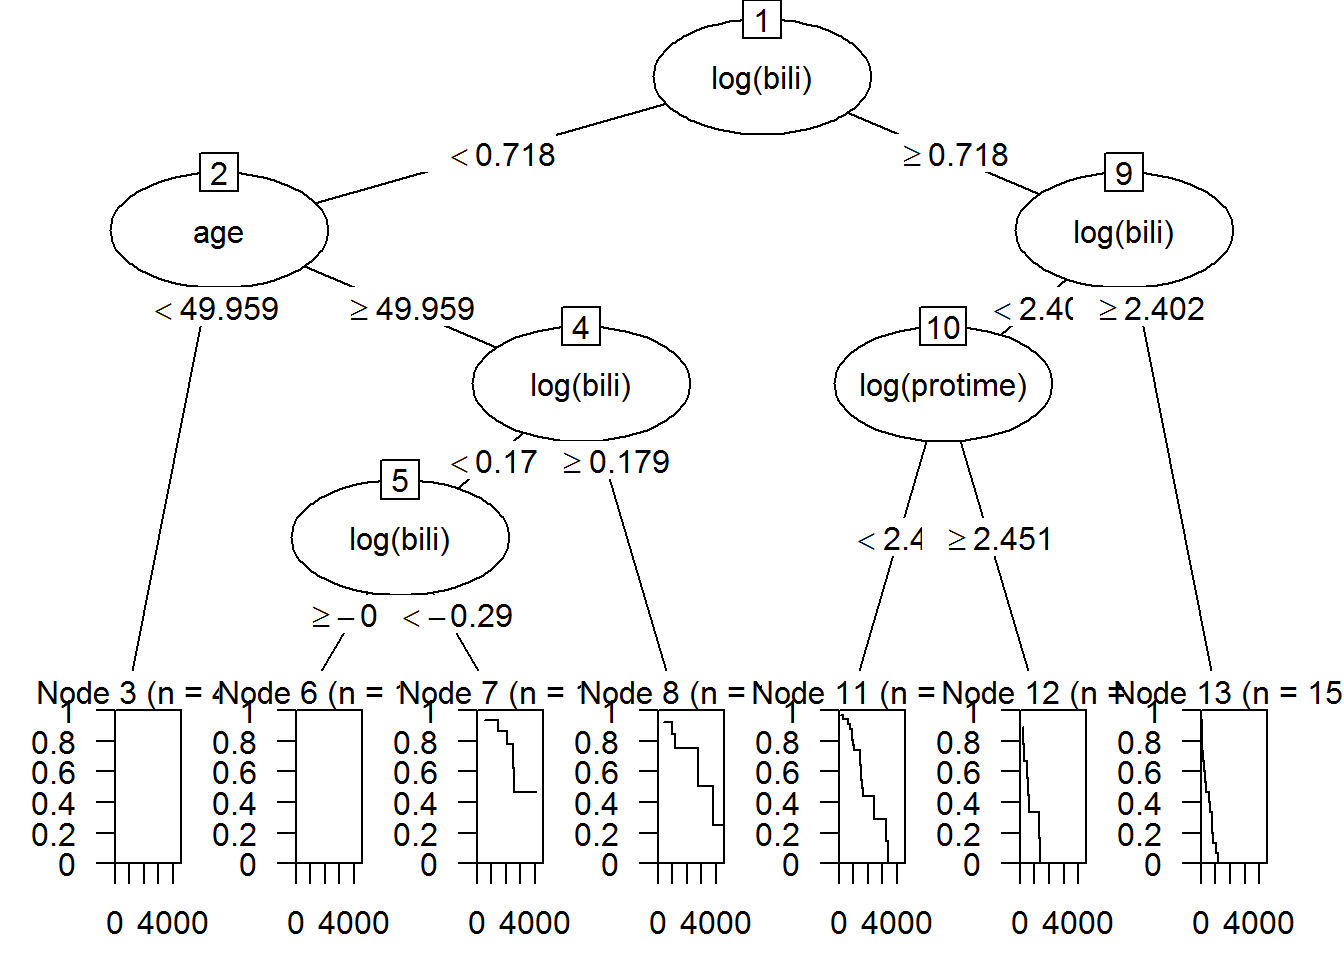 1
log(bili)
< 0.718 ≥ 0.718
2 9
age log(bili)
< 49.959 ≥ 49.959 < 2.40 ≥ 2.402
4 10
log(bili) log(protime)
< 0.17 ≥ 0.179
5
log(bili)
< 2.4 ≥ 2.451
≥ −0 < −0.29
Node 3 (n = Node 6 (n = Node 7 (n = Node 8 (n = Node 11 (n = Node 12 (n = Node 13 (n = 15
1 1 1 1 1 1 1
0.8 0.8 0.8 0.8 0.8 0.8 0.8
0.6 0.6 0.6 0.6 0.6 0.6 0.6
0.4 0.4 0.4 0.4 0.4 0.4 0.4
0.2 0.2 0.2 0.2 0.2 0.2 0.2
0 0 0 0 0 0 0
0 4000 0 4000 0 4000 0 4000 0 4000 0 4000 0 4000